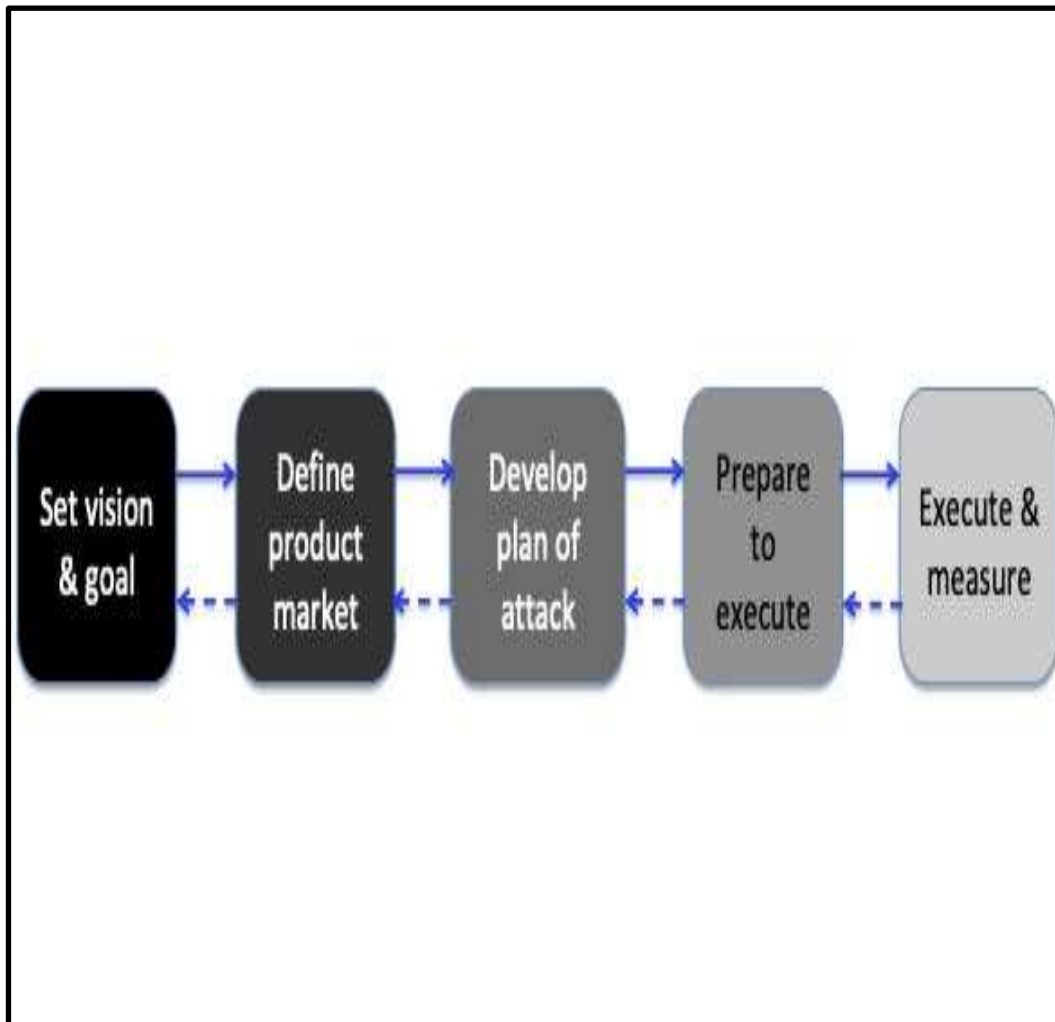 Set vision
& goal
Define
product
market
Develop
plan of
attack
Prepare
to
execute
Execute &
measure